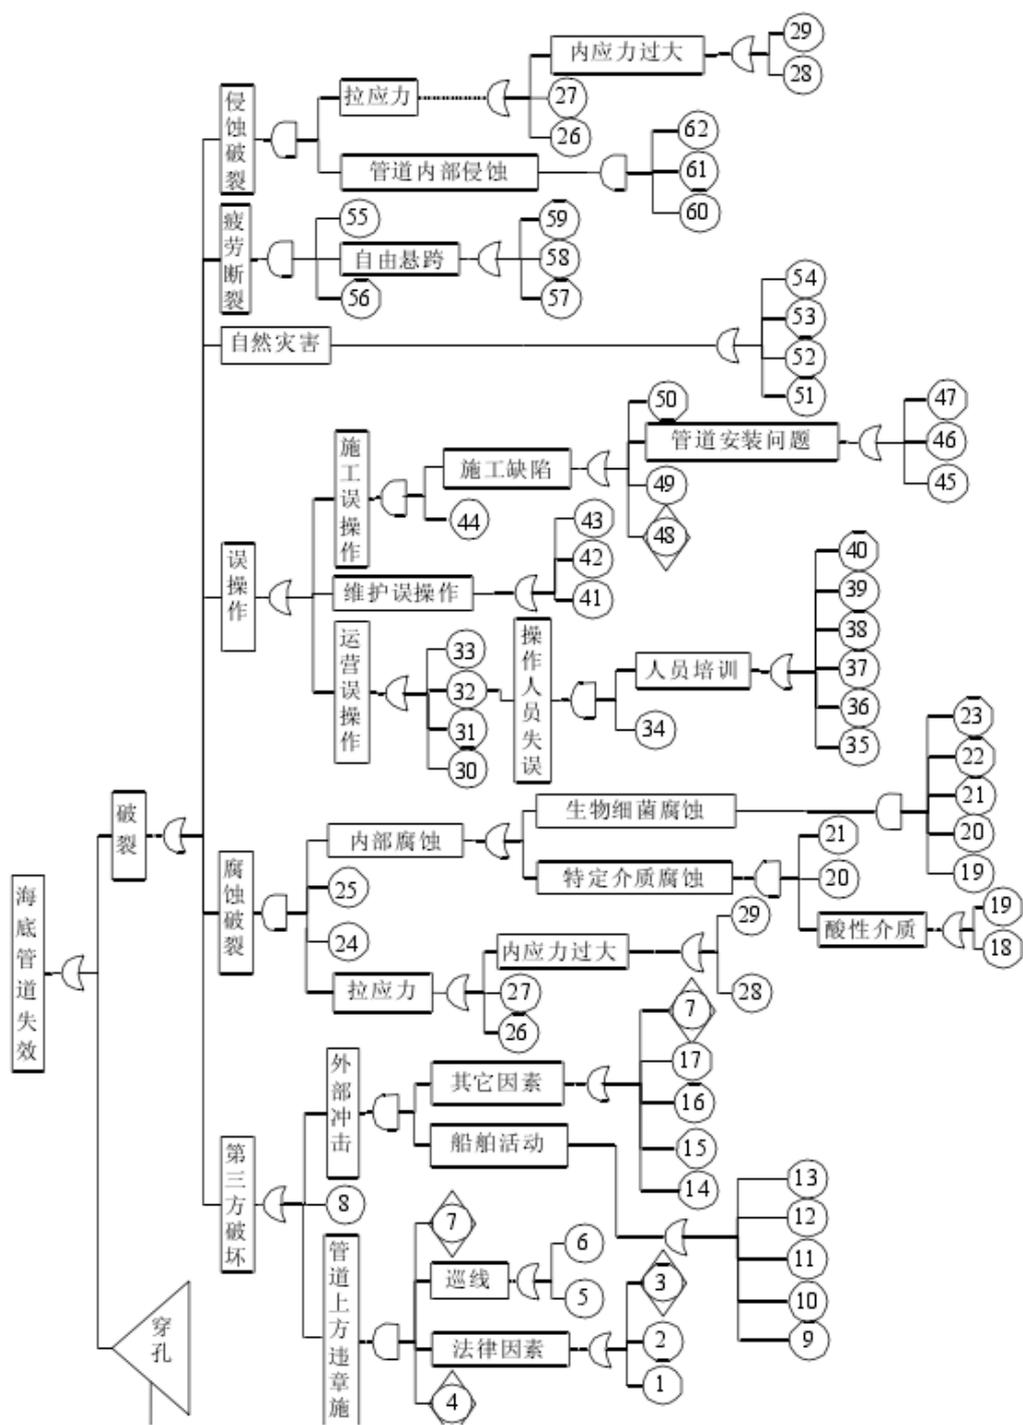 海底管道失效
破裂
穿孔
侵蚀破裂
拉应力
内应力过大
29
28
27
26
管道内部侵蚀
62
61
60
疲劳断裂
55
自由悬跨
59
58
57
56
自然灾害
54
53
52
51
误操作
施工误操作
施工缺陷
50
管道安装问题
47
46
45
49
48
44
维护误操作
43
42
41
运营误操作
33
32
31
30
操作人员失误
人员培训
40
39
38
37
36
35
34
腐蚀破裂
内部腐蚀
生物细菌腐蚀
23
22
21
20
19
特定介质腐蚀
21
20
酸性介质
19
18
25
24
拉应力
内应力过大
29
28
27
26
第三方破坏
外部冲击
其它因素
7
17
16
15
14
船舶活动
13
12
11
10
9
8
管道上方违章施
7
巡线
6
5
法律因素
3
2
1
4